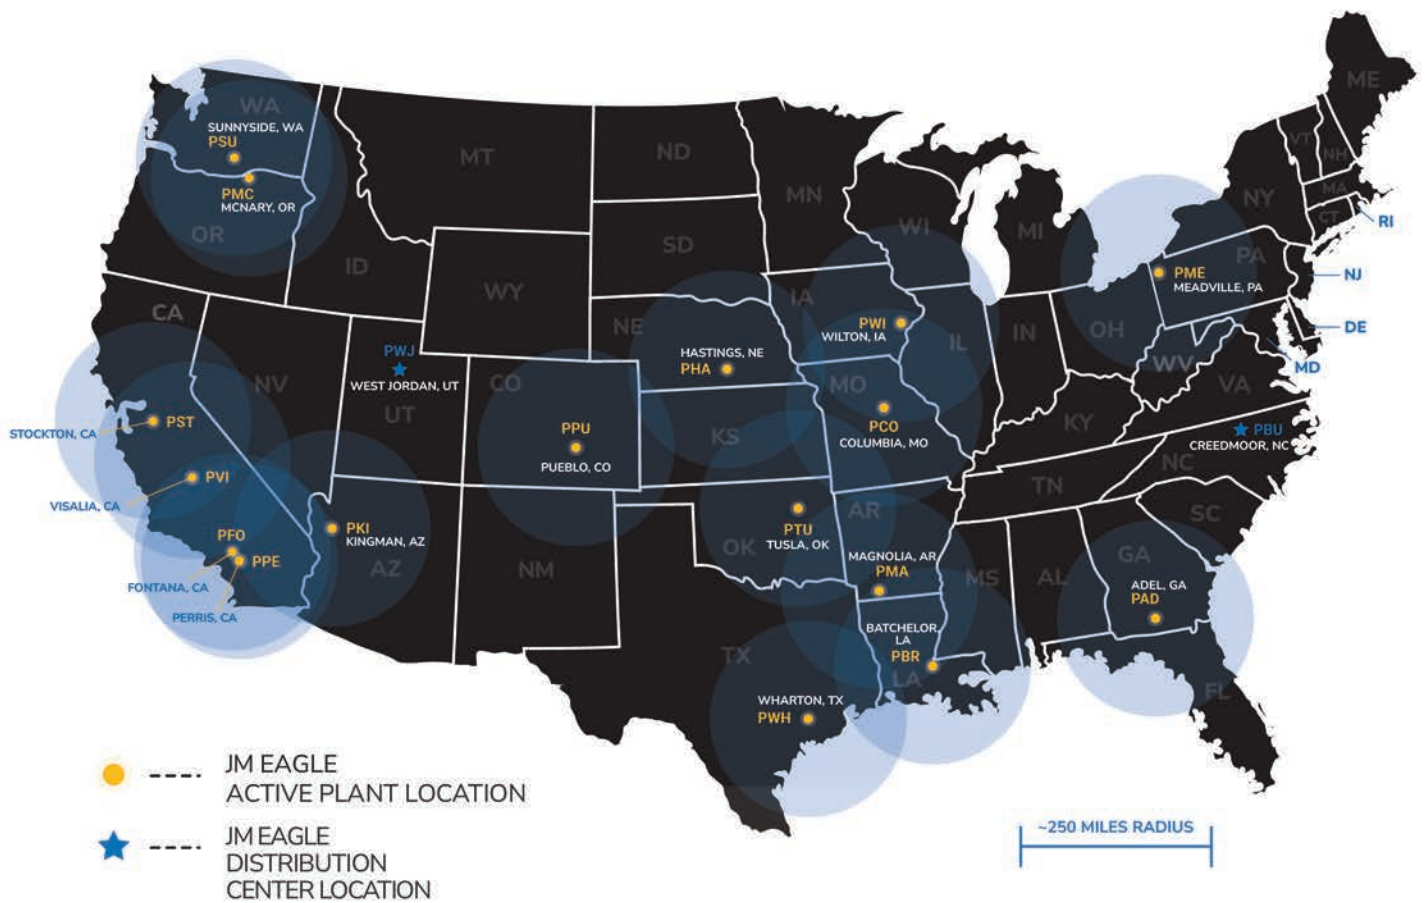 ME
WA
SUNNYSIDE, WA
PSU
PMC
MCNARY, OR
OR
MT
ND
MN
VT
NH
MA
CT
NY
RI
WI
MI
SD
ID
WY
PA
PME
MEADVILLE, PA
NJ
IA
CA
NE
PWI
WILTON, IA
IL
IN
OH
DE
PWJ
WEST JORDAN, UT
HASTINGS, NE
PHA
WV
MD
NV
UT
CO
MO
VA
PST
STOCKTON, CA
PPU
PUEBLO, CO
KS
PCO
COLUMBIA, MO
KY
PBU
CREEDMOOR, NC
PVI
VISALIA, CA
NC
TN
PKI
KINGMAN, AZ
PTU
TUSLA, OK
OK
AR
SC
PFO
PPE
FONTANA, CA
PERRIS, CA
AZ
NM
MAGNOLIA, AR
PMA
MS
AL
GA
ADEL, GA
PAD
BATCHELOR,
LA
PBR
LA
TX
WHARTON, TX
PWH
FL
JM EAGLE
ACTIVE PLANT LOCATION
JM EAGLE
DISTRIBUTION
CENTER LOCATION
~250 MILES RADIUS